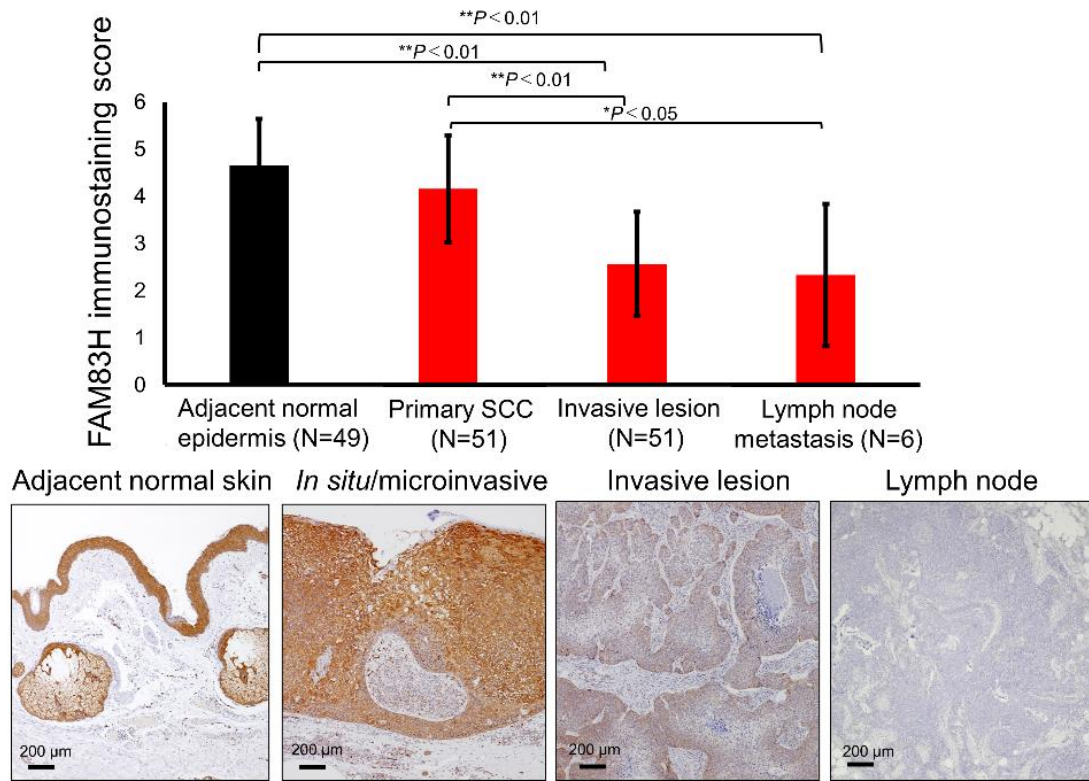 **P<0.01
**P<0.01
**P<0.01
*P<0.05
FAM83H immunostaining score
6
5
4
3
2
1
0
Adjacent normal
epidermis (N=49)
Primary SCC
(N=51)
Invasive lesion
(N=51)
Lymph node
metastasis (N=6)
Adjacent normal skin
In situ/microinvasive
Invasive lesion
Lymph node
200 µm
200 µm
200 µm
200 µm